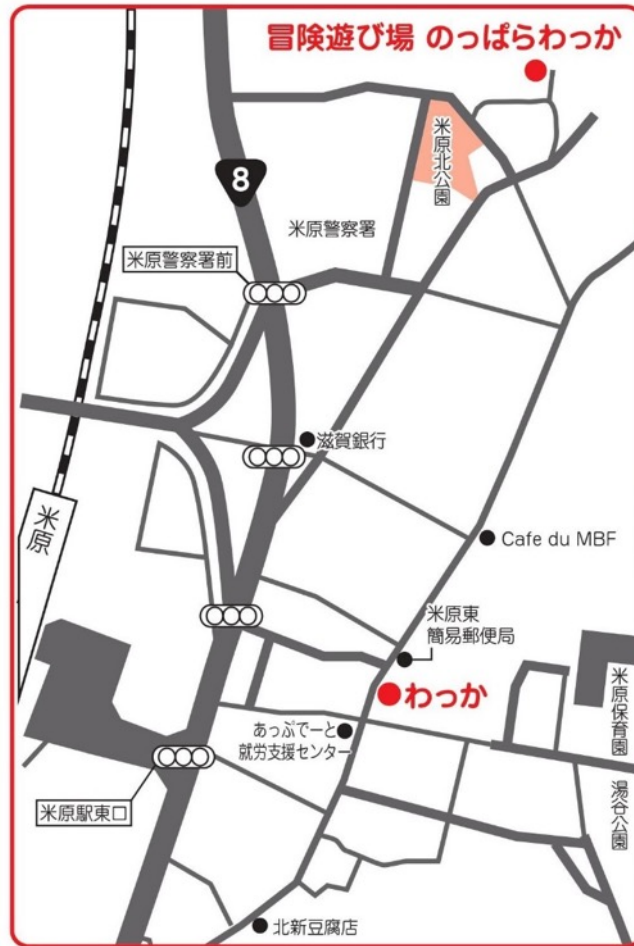 冒険遊び場 のっぱらわっか
米原北公園
8
米原警察署
米原警察署前
滋賀銀行
米原
Cafe du MBF
米原東
簡易郵便局
わっか
米原保育園
あっぷでーと
就労支援センター
湯谷公園
米原駅東口
北新豆腐店